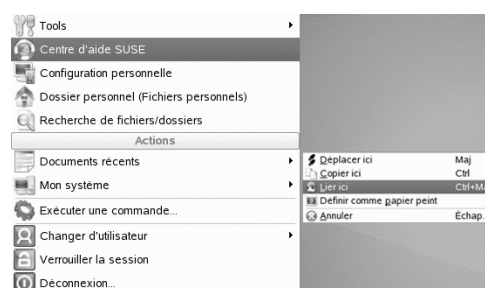 Tools
Centre d'aide SUSE
Configuration personnelle
Dossier personnel (Fichiers personnels)
Recherche de fichiers/dossiers
Actions
Documents récents
Mon système
Exécuter une commande...
Changer d'utilisateur
Verrouiller la session
Déconnexion...
Déplacer ici Maj
Copier ici Ctrl
Lier ici
Définir comme papier peint
Annuler Échap.